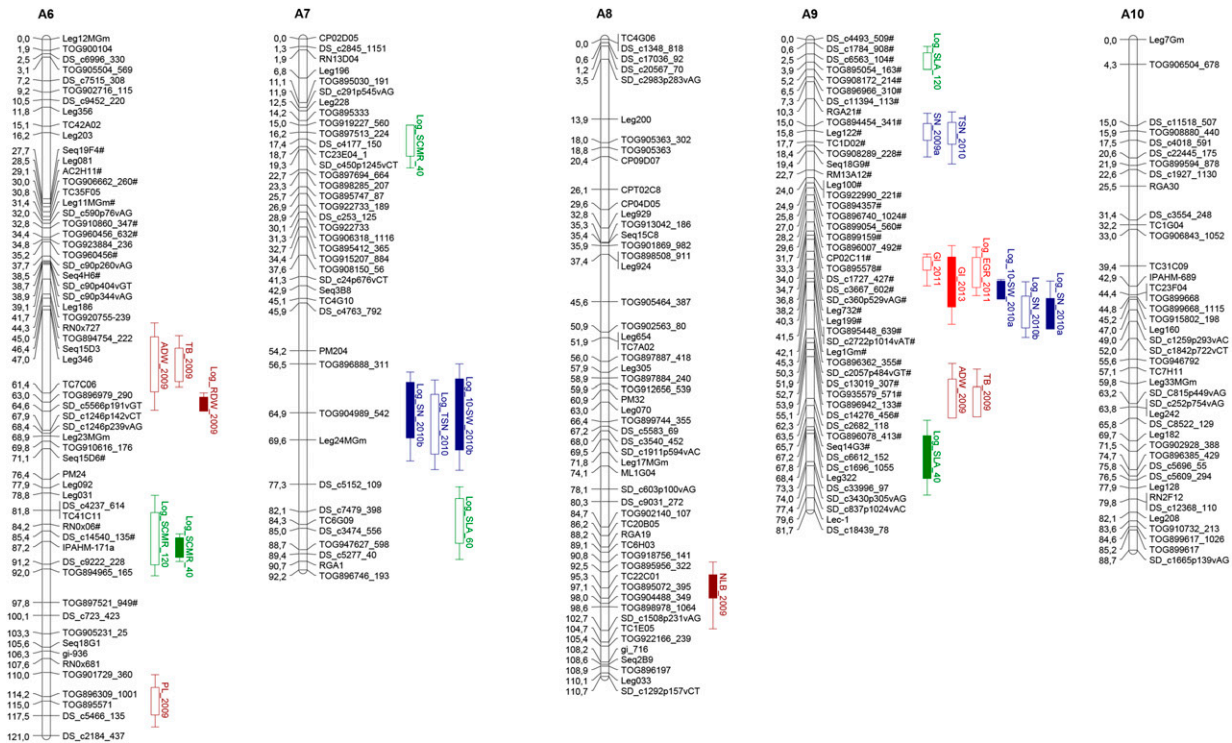 A6
0,0 Leg12MGm
1,9 TOG900104
2,5 DS_c6996_330
3,1 TOG905504_569
7,2 DS_c7515_308
9,2 TOG902716_115
10,5 DS_c9452_220
11,8 Leg356
15,1 TC42A02
16,2 Leg203
27,7 Seq19F4#
28,5 Leg081
29,1 AC2H11#
30,0 TOG906662_260#
30,8 TC35F05
31,4 Leg11MGm#
32,0 SD_c590p76vAG
32,8 TOG910860_347#
34,4 TOG960456_632#
34,8 TOG923884_236
35,2 TOG960456#
37,7 SD_c90p260vAG
38,5 Seq4H6#
38,7 SD_c90p404vGT
38,9 SD_c90p344vAG
39,1 Leg186
41,7 TOG920755-239
44,3 RN0x727
45,0 TOG894754_222
46,4 Seq15D3
47,0 Leg346
61,4 TC7C06
63,0 TOG896979_290
64,6 SD_c5566p191vGT
67,9 SD_c1246p142vCT
68,4 SD_c1246p239vAG
68,9 Leg23MGm
69,8 TOG910616_176
71,1 Seq15D6#
76,4 PM24
77,9 Leg092
78,8 Leg031
DS_c4237_614
81,8 TC41C11
84,2 RN0x06#
85,4 DS_c14540_135#
87,2 IPAHM-171a
91,2 DS_c9222_228
92,0 TOG894965_165
97,8 TOG897521_949#
100,1 DS_c723_423
103,3 TOG905231_25
105,6 Seq18G1
106,3 gi-936
107,6 RN0x681
110,0 TOG901729_360
114,2 TOG896309_1001
115,0 TOG895571
117,5 DS_c5466_135
121,0 DS_c2184_437
ADW_2009
TB_2009
Log_RDW_2009
Log_SCMR_120
Log_SCMR_40
PL_2009
A7
0,0 CP02D05
1,3 DS_c2845_1151
1,9 RN13D04
6,8 Leg196
11,1 TOG895030_191
11,9 SD_c291p545vAG
12,5 Leg228
14,2 TOG895333
15,0 TOG919227_560
16,2 TOG897513_224
17,4 DS_c4177_150
18,7 TC23E04_1
19,3 SD_c450p1245vCT
22,7 TOG897694_664
23,3 TOG898285_207
25,7 TOG895747_87
26,9 TOG922733_189
28,9 DS_c253_125
30,1 TOG922733
31,3 TOG906318_1116
32,7 TOG895412_365
34,4 TOG915207_884
37,6 TOG908150_56
41,3 SD_c24p676vCT
42,9 Seq3B8
45,1 TC4G10
45,9 DS_c4763_792
54,2 PM204
56,5 TOG896888_311
64,9 TOG904989_542
69,6 Leg24MGm
77,3 DS_c5152_109
82,1 DS_c7479_398
84,3 TC6G09
85,0 DS_c3474_556
88,7 TOG947627_598
89,4 DS_c5277_40
90,7 RGA1
92,2 TOG896746_193
Log_SCMR_40
Log_SN_2010b
Log_TSN_2010
Log_10-SW_2010b
Log_SLA_60
A8
TC4G06
0,0 DS_c1348_818
0,6 DS_c17036_92
1,2 DS_c20567_70
3,5 SD_c2983p283vAG
13,9 Leg200
18,0 TOG905363_302
18,8 TOG905363
20,4 CP09D07
26,1 CPT02C8
29,6 CP04D05
32,8 Leg929
35,3 TOG913042_186
35,4 Seq15C8
35,9 TOG901869_982
TOG898508_911
37,4 Leg924
45,6 TOG905464_387
50,9 TOG902563_80
Leg654
51,9 TC7A02
56,0 TOG897887_418
57,9 Leg305
58,9 TOG897884_240
59,9 TOG912656_539
60,9 PM32
63,0 Leg070
66,4 TOG899744_355
67,2 DS_c5583_69
68,0 DS_c3540_452
69,5 SD_c1911p594vAC
71,8 Leg17MGm
74,1 ML1G04
78,1 SD_c603p100vAG
80,3 DS_c9031_272
84,7 TOG902140_107
86,2 TC20B05
88,2 RGA19
89,1 TC6H03
90,8 TOG918756_141
92,5 TOG895956_322
95,3 TC22C01
97,1 TOG895072_395
98,0 TOG904488_349
98,6 TOG898978_1064
102,7 SD_c1508p231vAG
104,7 TC1E05
105,4 TOG922166_239
108,2 gi_716
108,6 Seq2B9
108,9 TOG896197
110,1 Leg033
110,7 SD_c1292p157vCT
NLB_2009
A9
0,0 DS_c4493_509#
0,6 DS_c1784_908#
2,5 DS_c6563_104#
3,9 TOG895054_163#
5,2 TOG908172_214#
6,5 TOG896966_310#
7,3 DS_c11394_113#
10,3 RGA21#
15,0 TOG894454_341#
15,8 Leg122#
17,7 TC1D02#
18,4 TOG908289_228#
19,4 Seq18G9#
22,7 RM13A12#
Leg100#
24,0 TOG922990_221#
24,9 TOG894357#
25,8 TOG896740_1024#
27,0 TOG899054_560#
28,2 TOG899159#
29,6 TOG896007_492#
31,7 CP02C11#
33,3 TOG895578#
34,0 DS_c1727_427#
34,7 DS_c3667_602#
36,8 SD_c360p529vAG#
38,2 Leg732#
40,3 Leg199#
TOG895448_639#
41,5 SD_c2722p1014vAT#
42,1 Leg1Gm#
45,3 TOG896362_355#
50,3 SD_c2057p484vGT#
51,9 DS_c13019_307#
52,7 TOG935579_571#
53,9 TOG896942_133#
55,1 DS_c14276_456#
62,3 DS_c2682_118
63,5 TOG896078_413#
65,7 Seq14G3#
67,2 DS_c6612_152
67,8 DS_c1696_1055
68,4 Leg322
73,3 DS_c33996_97
74,0 SD_c3430p305vAG
77,4 SD_c837p1024vAC
79,6 Lec-1
81,7 DS_c18439_78
Log_SLA_120
SN_2009a
TSN_2010
GI_2011
GI_2013
Log_EGR_2011
Log_10-SW_2010a
Log_SN_2010b
Log_SN_2010a
ADW_2009
TB_2009
Log_SLA_40
A10
0,0 Leg7Gm
4,3 TOG906504_678
15,0 DS_c11518_507
15,9 TOG908880_440
17,5 DS_c4018_591
20,6 DS_c22445_175
21,9 TOG899594_878
22,6 DS_c1927_1130
25,5 RGA30
31,4 DS_c3554_248
32,2 TC1G04
33,0 TOG906843_1052
39,4 TC31C09
42,9 IPAHM-689
TC23F04
44,4 TOG899668
44,8 TOG899668_1115
45,2 TOG915802_198
47,0 Leg160
49,0 SD_c1259p293vAC
52,0 SD_c1842p722vCT
55,6 TOG946792
57,1 TC7H11
59,8 Leg33MGm
63,2 SD_C815p449vAG
SD_c252p754vAG
63,8 Leg242
65,8 DS_C8522_129
69,7 Leg182
71,5 TOG902928_388
74,7 TOG896385_429
75,8 DS_c5696_55
76,1 DS_c5609_294
77,9 Leg128
RN2F12
79,8 DS_c12368_110
82,1 Leg208
83,6 TOG910732_213
84,6 TOG899617_1026
85,2 TOG899617
88,7 SD_c1665p139vAG